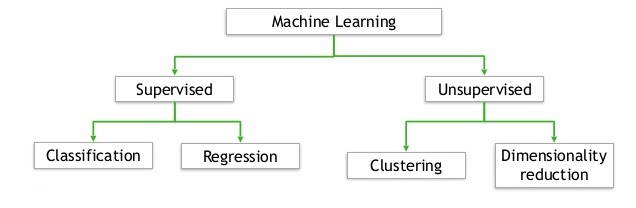 Machine Learning
Supervised
Unsupervised
Classification
Regression
Clustering
Dimensionality
reduction